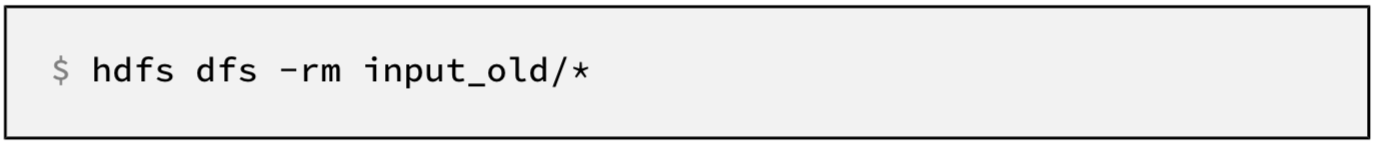 $ hdfs dfs -rm input_old/*